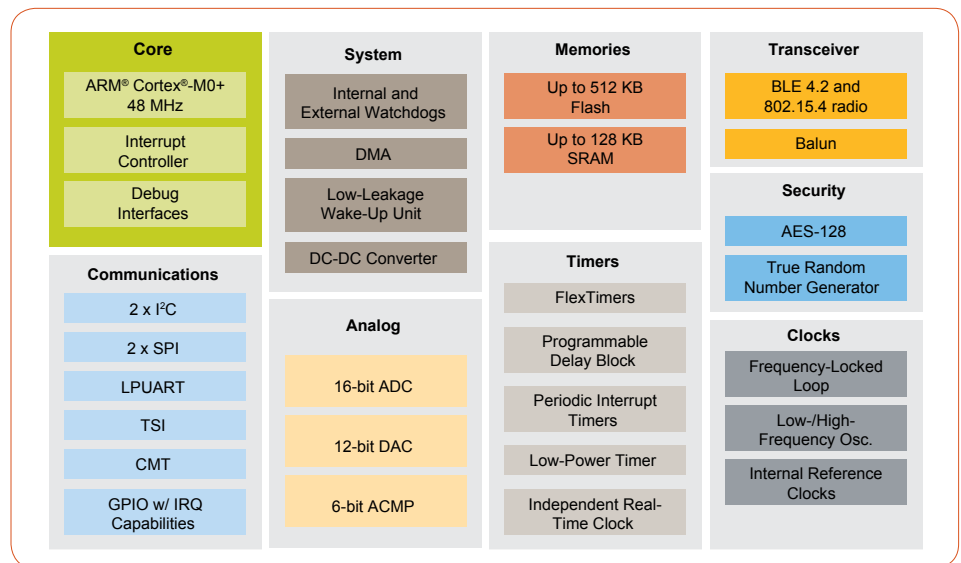 Core
ARM® Cortex®-M0+
48 MHz
Interrupt
Controller
Debug
Interfaces
Communications
2 x I²C
2 x SPI
LPUART
TSI
CMT
GPIO w/ IRQ
Capabilities
System
Internal and
External Watchdogs
DMA
Low-Leakage
Wake-Up Unit
DC-DC Converter
Analog
16-bit ADC
12-bit DAC
6-bit ACMP
Memories
Up to 512 KB
Flash
Up to 128 KB
SRAM
Timers
FlexTimers
Programmable
Delay Block
Periodic Interrupt
Timers
Low-Power Timer
Independent Real-
Time Clock
Transceiver
BLE 4.2 and
802.15.4 radio
Balun
Security
AES-128
True Random
Number Generator
Clocks
Frequency-Locked
Loop
Low-/High-
Frequency Osc.
Internal Reference
Clocks